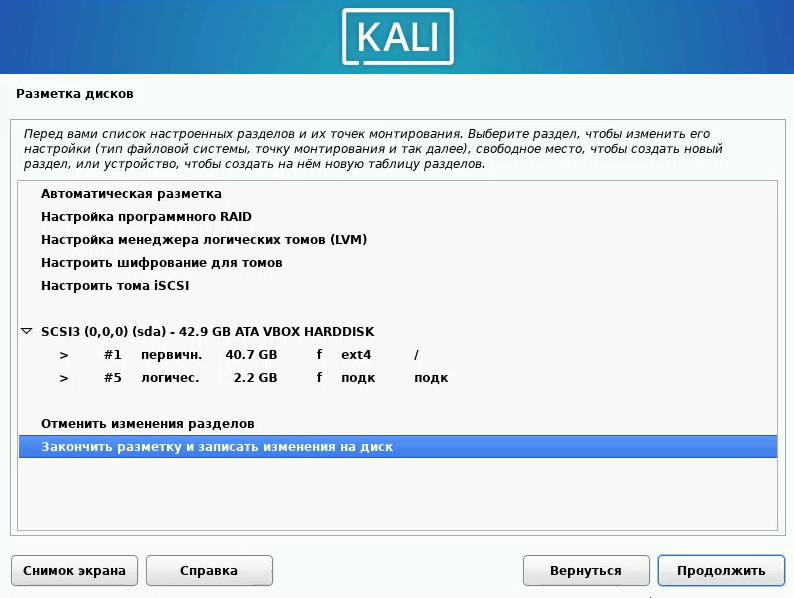 KALI
Разметка дисков
Перед вами список настроенных разделов и их точек монтирования. Выберите раздел, чтобы изменить его
настройки (тип файловой системы, точку монтирования и так далее), свободное место, чтобы создать новый
раздел, или устройство, чтобы создать на нём новую таблицу разделов.
Автоматическая разметка
Настройка программного RAID
Настройка менеджера логических томов (LVM)
Настроить шифрование для томов
Настроить тома iSCSI
SCSI3 (0,0,0) (sda) - 42.9 GB ATA VBOX HARDDISK
> #1 первичн. 40.7 GB f ext4 /
> #5 логичес. 2.2 GB f подк подк
Отменить изменения разделов
Закончить разметку и записать изменения на диск
Снимок экрана Справка Вернуться Продолжить